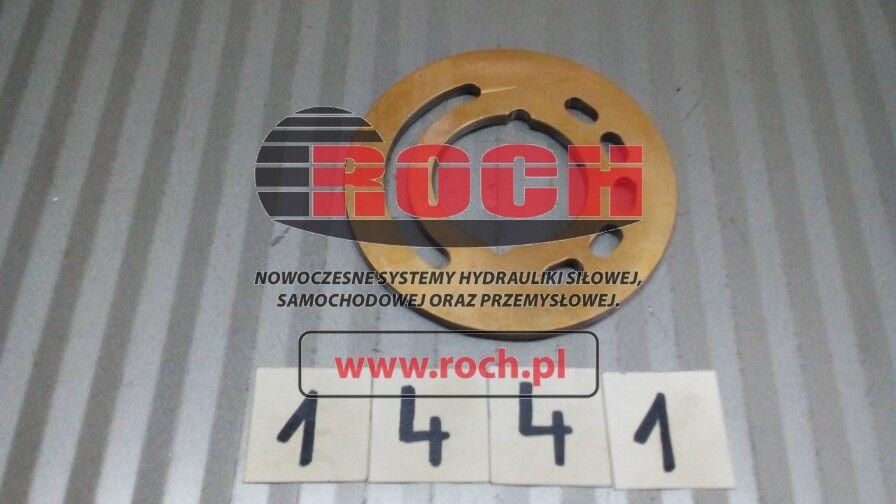 ROCH
NOWOCZESNE SYSTEMY HYDRAULIKI SIŁOWEJ,
SAMOCHODOWEJ ORAZ PRZEMYSŁOWEJ.
www.roch.pl
1 4 4 1